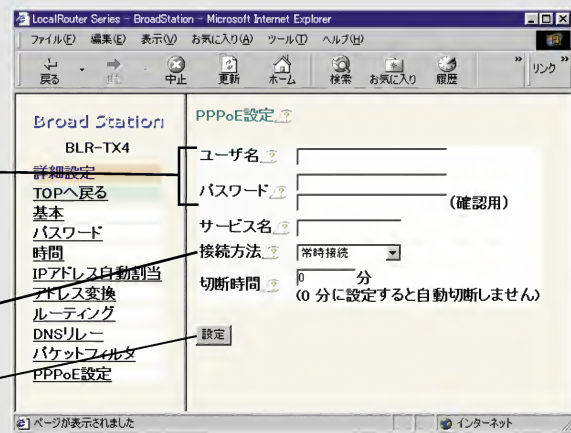 LocalRouter Series - BroadStation - Microsoft Internet Explorer
ファイル(F) 編集(E) 表示(V) お気に入り(A) ツール(T) ヘルプ(H)
戻る 進む 中止 更新 ホーム 検索 お気に入り 履歴 » リンク »
Broad Station
BLR-TX4
詳細設定
TOPへ戻る
基本
パスワード
時間
IPアドレス自動割当
アドレス変換
ルーティング
DNSリレー
パケットフィルタ
PPPoE設定
PPPoE設定 ?
ユーザ名 ?
パスワード ?
(確認用)
サービス名 ?
接続方法 ? 常時接続
切断時間 ? 0 分
(0 分に設定すると自動切断しません)
設定
ページが表示されました インターネット